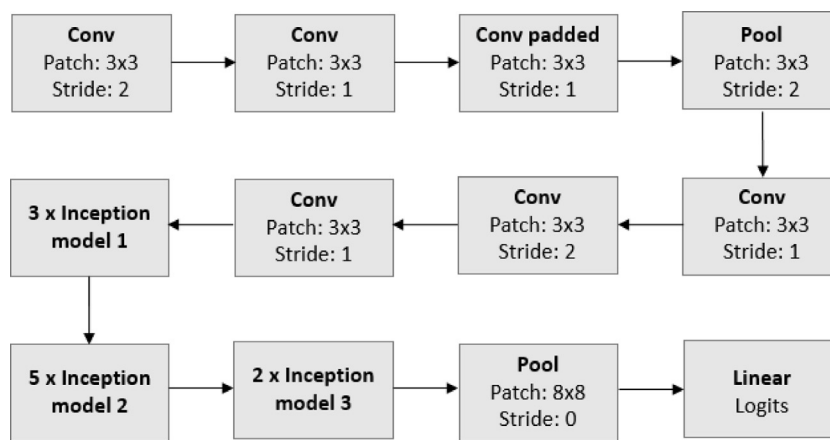 Conv
Patch: 3x3
Stride: 2
Conv
Patch: 3x3
Stride: 1
Conv padded
Patch: 3x3
Stride: 1
Pool
Patch: 3x3
Stride: 2
3 x Inception
model 1
Conv
Patch: 3x3
Stride: 1
Conv
Patch: 3x3
Stride: 2
Conv
Patch: 3x3
Stride: 1
5 x Inception
model 2
2 x Inception
model 3
Pool
Patch: 8x8
Stride: 0
Linear
Logits